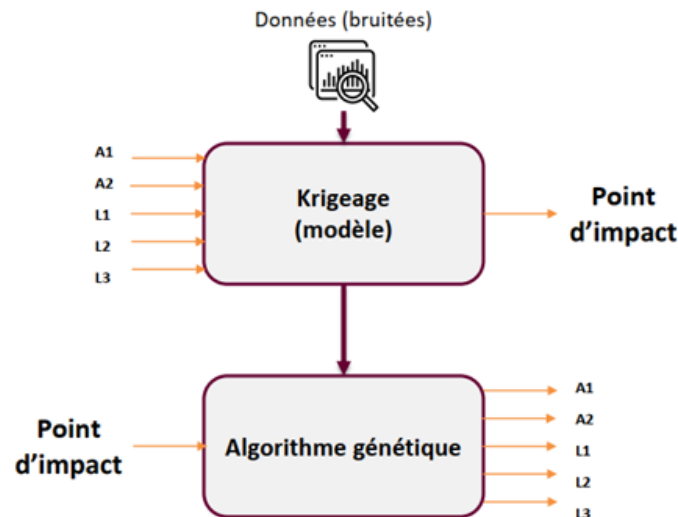 Données (bruitées)
A1
A2
L1
L2
L3
Krigeage
(modèle)
Point
d'impact
Point
d'impact
Algorithme génétique
A1
A2
L1
L2
L3